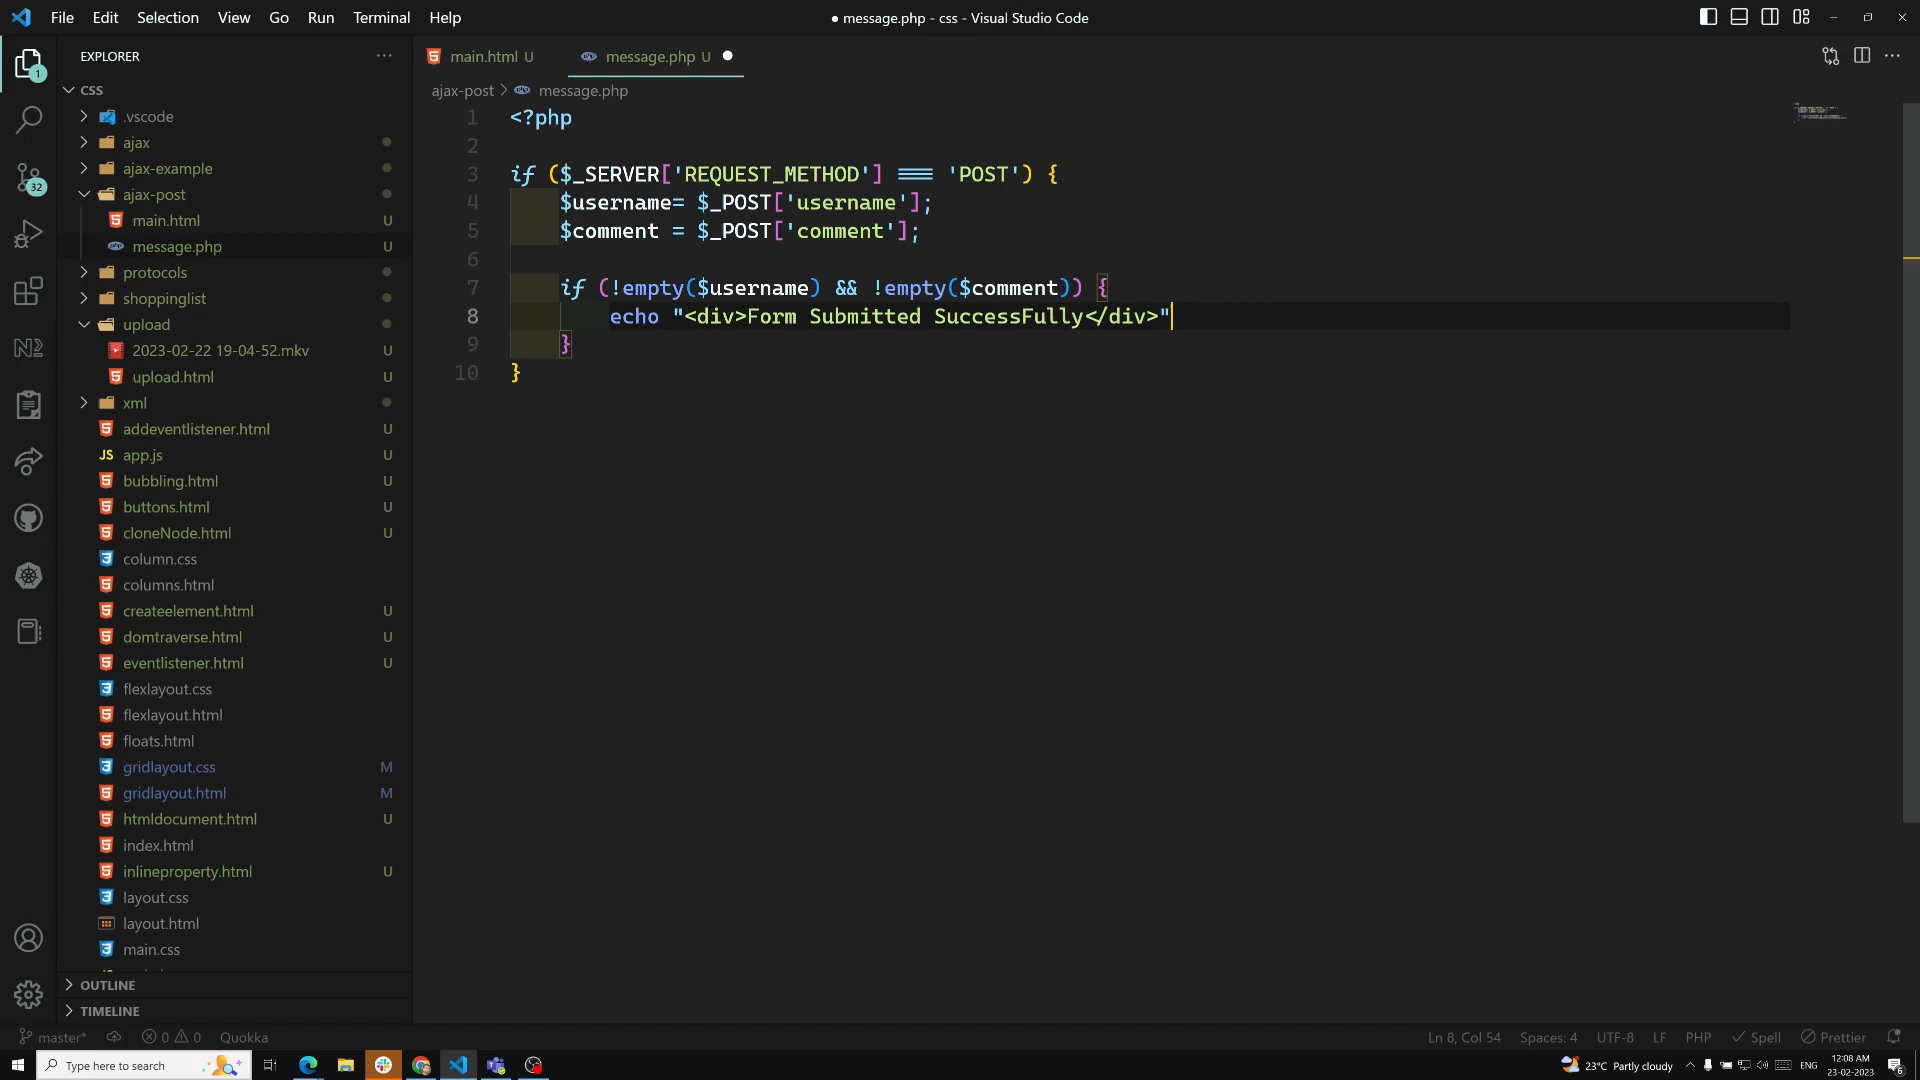 File Edit Selection View Go Run Terminal Help
● message.php - css - Visual Studio Code
EXPLORER
CSS
.vscode
ajax
ajax-example
ajax-post
main.html U
message.php U
protocols
shoppinglist
upload
2023-02-22 19-04-52.mkv U
upload.html U
xml
addeventlistener.html U
JS app.js U
bubbling.html U
buttons.html U
cloneNode.html U
column.css
columns.html
createelement.html U
domtraverse.html U
eventlistener.html U
flexlayout.css
flexlayout.html
floats.html
gridlayout.css M
gridlayout.html M
htmldocument.html U
index.html
inlineproperty.html U
layout.css
layout.html
main.css
OUTLINE
TIMELINE
1
32
main.html U
message.php U
ajax-post > message.php
1 <?php
2
3 if ($_SERVER['REQUEST_METHOD'] === 'POST') {
4 $username= $_POST['username'];
5 $comment = $_POST['comment'];
6
7 if (!empty($username) && !empty($comment)) {
8 echo "<div>Form Submitted SuccessFully</div>"
9 }
10 }
master* 0 0 Quokka
Ln 8, Col 54 Spaces: 4 UTF-8 LF PHP Spell Prettier
Type here to search
23°C Partly cloudy ENG
12:08 AM
23-02-2023
6